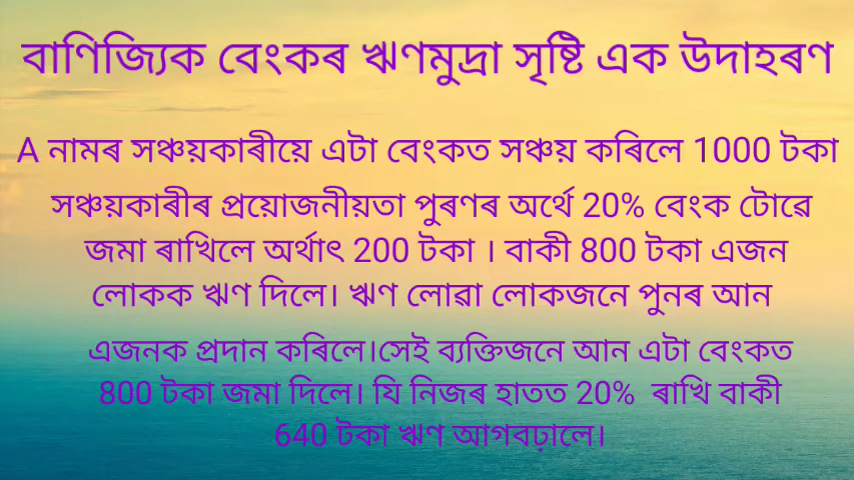 বাণিজ্যিক বেংকৰ ঋণমুদ্ৰা সৃষ্টি এক উদাহৰণ
A নামৰ সঞ্চয়কাৰীয়ে এটা বেংকত সঞ্চয় কৰিলে 1000 টকা
সঞ্চয়কাৰীৰ প্ৰয়োজনীয়তা পুৰণৰ অৰ্থে 20% বেংক টোৱে
জমা ৰাখিলে অৰ্থাৎ 200 টকা । বাকী 800 টকা এজন
লোকক ঋণ দিলে। ঋণ লোৱা লোকজনে পুনৰ আন
এজনক প্ৰদান কৰিলে।সেই ব্যক্তিজনে আন এটা বেংকত
800 টকা জমা দিলে। যি নিজৰ হাতত 20% ৰাখি বাকী
640 টকা ঋণ আগবঢ়ালে।